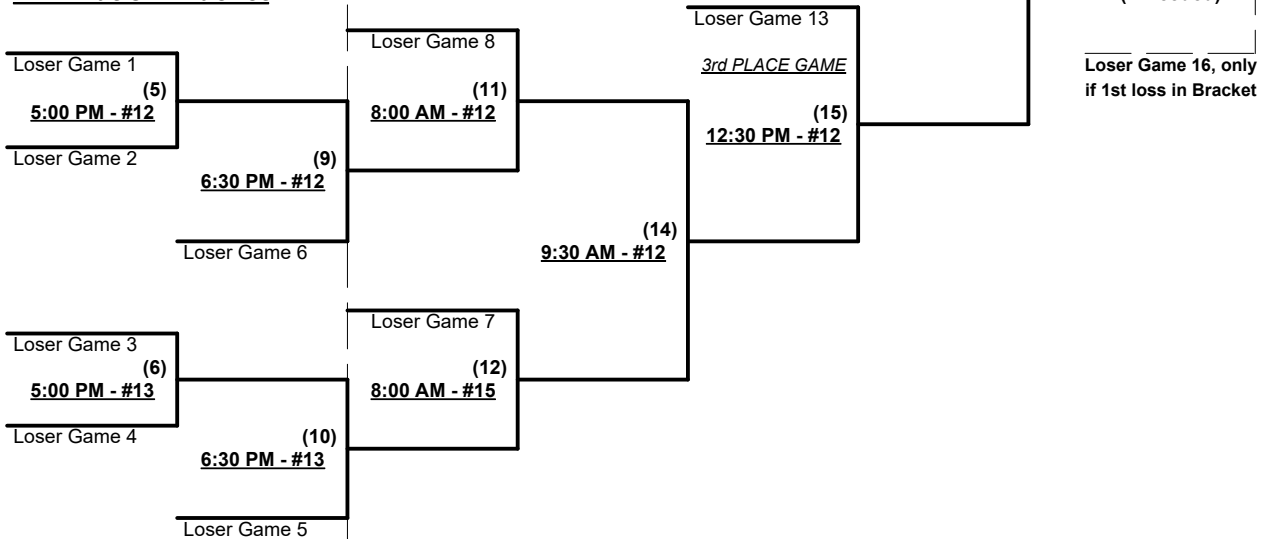 Loser Game 13
Loser Game 8
Loser Game 1
3rd PLACE GAME
Loser Game 16, only
if 1st loss in Bracket
(5)
5:00 PM - #12
(11)
8:00 AM - #12
(15)
12:30 PM - #12
Loser Game 2
(9)
6:30 PM - #12
(14)
9:30 AM - #12
Loser Game 6
Loser Game 7
Loser Game 3
(6)
5:00 PM - #13
(12)
8:00 AM - #15
Loser Game 4
(10)
6:30 PM - #13
Loser Game 5